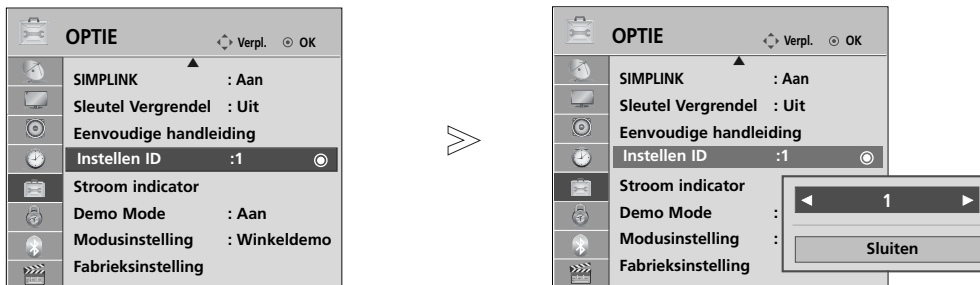 OPTIE Verpl. OK
SIMPLINK : Aan
Sleutel Vergrendel : Uit
Eenvoudige handleiding
Instellen ID :1
Stroom indicator
Demo Mode : Aan
Modusinstelling : Winkeldemo
Fabrieksinstelling
OPTIE Verpl. OK
SIMPLINK : Aan
Sleutel Vergrendel : Uit
Eenvoudige handleiding
Instellen ID :1
Stroom indicator
Demo Mode :
Modusinstelling :
Fabrieksinstelling
1
Sluiten